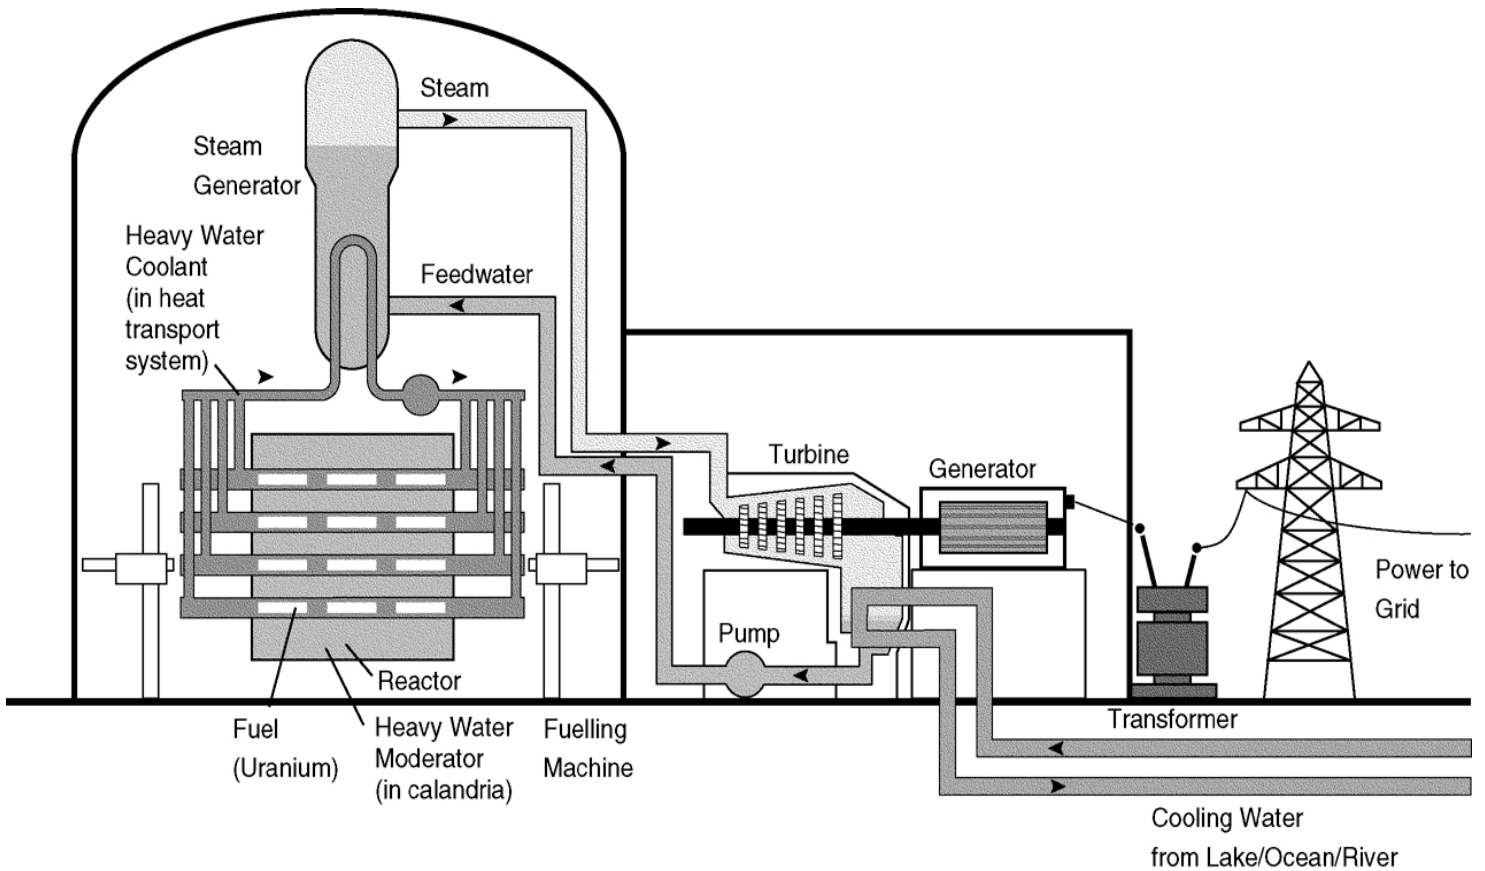 Steam
Steam
Generator
Heavy Water
Coolant
(in heat
transport
system)
Feedwater
Turbine
Generator
Power to
Grid
Pump
Reactor
Fuel
(Uranium)
Heavy Water
Moderator
(in calandria)
Fuelling
Machine
Transformer
Cooling Water
from Lake/Ocean/River